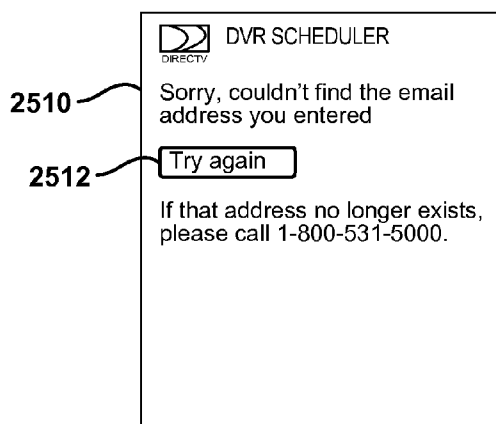 DVR SCHEDULER
DIRECTV
2510
Sorry, couldn't find the email
address you entered
2512
Try again
If that address no longer exists,
please call 1-800-531-5000.